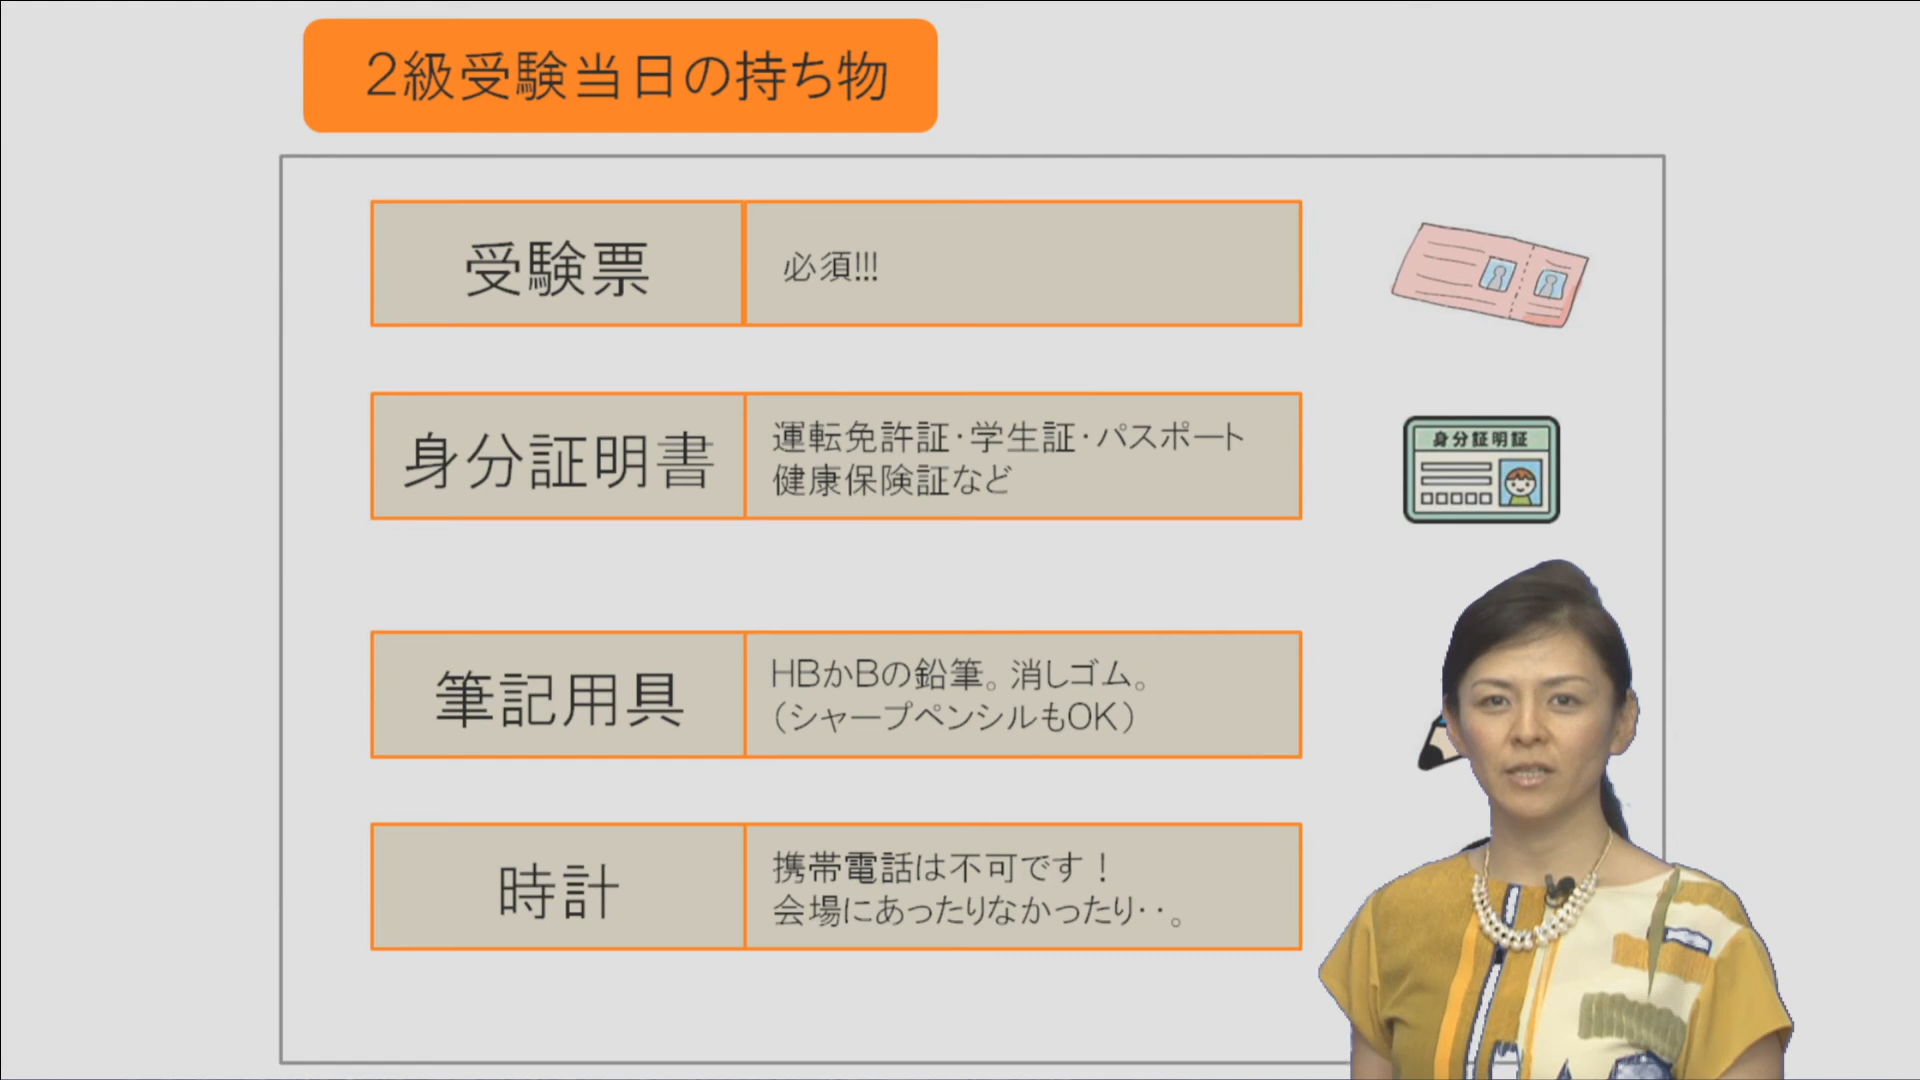 2級受験当日の持ち物
受験票
必須!!!
身分証明書
運転免許証・学生証・パスポート
健康保険証など
身分証明証
筆記用具
HBかBの鉛筆。消しゴム。
（シャープペンシルもOK）
時計
携帯電話は不可です！
会場にあったりなかったり・・。